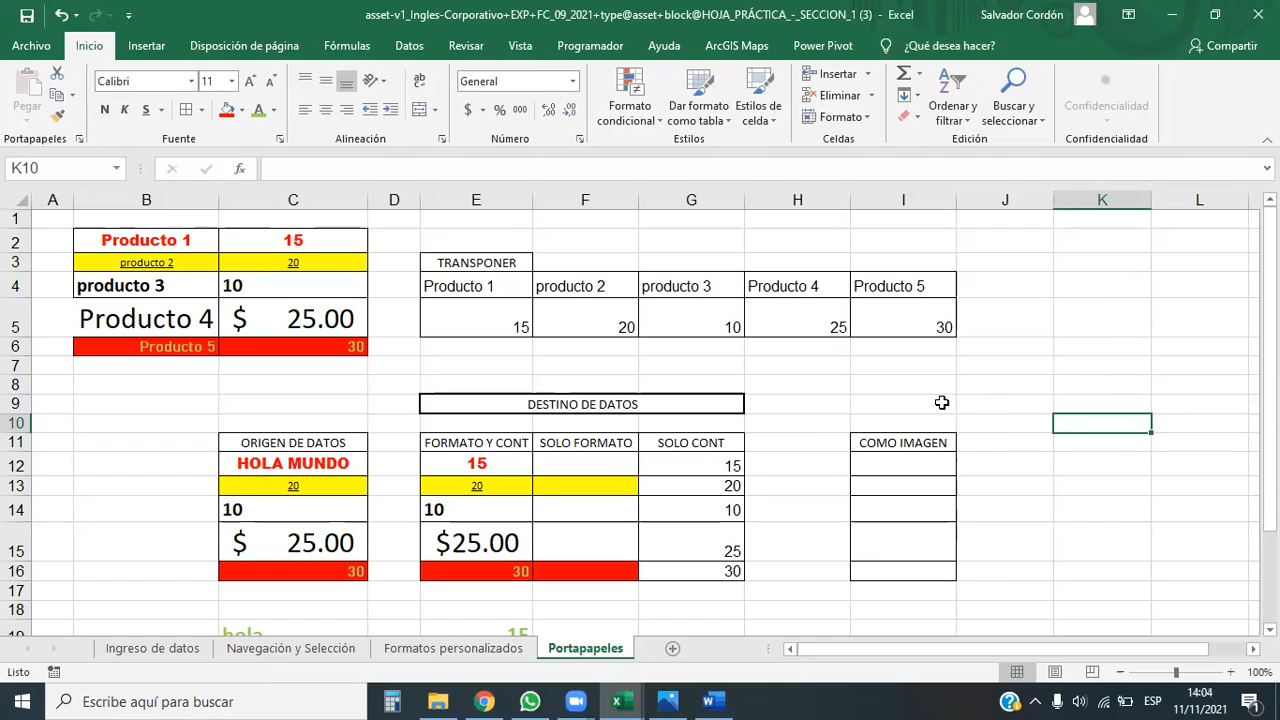 asset-v1_Ingles-Corporativo+EXP+FC_09_2021+type@asset+block@HOJA_PRÁCTICA_-_SECCION_1 (3) - Excel
Salvador Cordón
Archivo Inicio Insertar Disposición de página Fórmulas Datos Revisar Vista Programador Ayuda ArcGIS Maps Power Pivot ¿Qué desea hacer? Compartir
Pegar
Calibri 11
N K S
General
$ % 000
Formato condicional
Dar formato como tabla
Estilos de celda
Insertar
Eliminar
Formato
Ordenar y filtrar
Buscar y seleccionar
Confidencialidad
Portapapeles Fuente Alineación Número Estilos Celdas Edición Confidencialidad
K10 fx
A B C D E F G H I J K L
1
2 Producto 1 15
3 producto 2 20 TRANSPONER
4 producto 3 10 Producto 1 producto 2 producto 3 Producto 4 Producto 5
5 Producto 4 $ 25.00 15 20 10 25 30
6 Producto 5 30
7
8
9 DESTINO DE DATOS
10
11 ORIGEN DE DATOS FORMATO Y CONT SOLO FORMATO SOLO CONT COMO IMAGEN
12 HOLA MUNDO 15 15
13 20 20 20
14 10 10 10
15 $ 25.00 $25.00 25
16 30 30 30
17
18
19 hola 15
Ingreso de datos Navegación y Selección Formatos personalizados Portapapeles
Listo 100%
Escribe aquí para buscar
ESP
14:04
11/11/2021
1